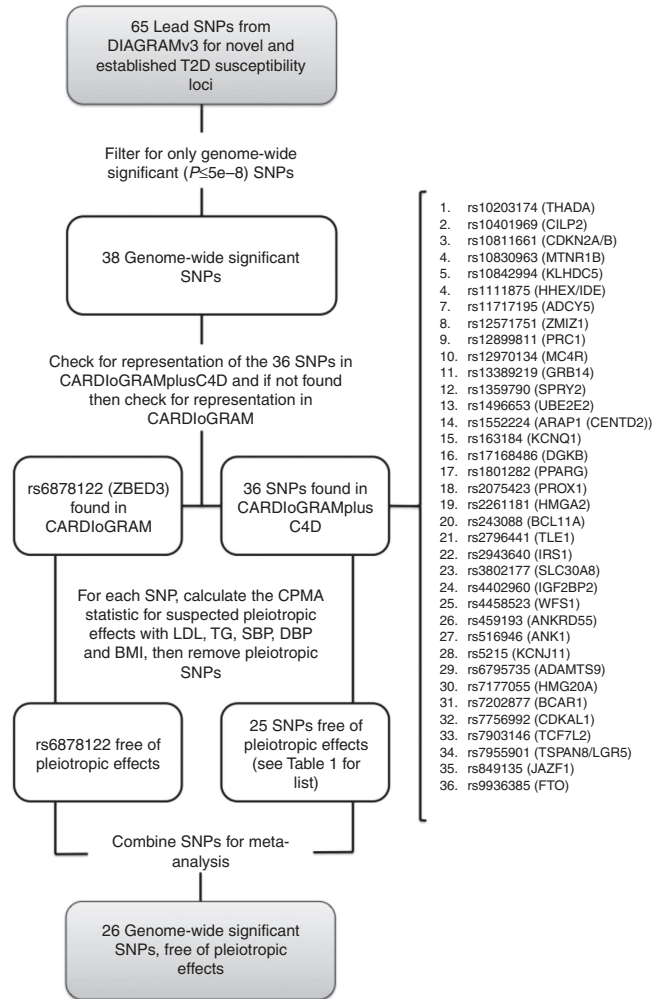 65 Lead SNPs from
DIAGRAMv3 for novel and
established T2D susceptibility
loci
Filter for only genome-wide
significant (P≤5e–8) SNPs
38 Genome-wide significant
SNPs
Check for representation of the 36 SNPs in
CARDIoGRAMplusC4D and if not found
then check for representation in
CARDIoGRAM
rs6878122 (ZBED3)
found in
CARDIoGRAM
36 SNPs found in
CARDIoGRAMplus
C4D
For each SNP, calculate the CPMA
statistic for suspected pleiotropic
effects with LDL, TG, SBP, DBP
and BMI, then remove pleiotropic
SNPs
rs6878122 free of
pleiotropic effects
25 SNPs free of
pleiotropic effects
(see Table 1 for
list)
Combine SNPs for meta-
analysis
26 Genome-wide significant
SNPs, free of pleiotropic
effects
1. rs10203174 (THADA)
2. rs10401969 (CILP2)
3. rs10811661 (CDKN2A/B)
4. rs10830963 (MTNR1B)
5. rs10842994 (KLHDC5)
4. rs1111875 (HHEX/IDE)
7. rs11717195 (ADCY5)
8. rs12571751 (ZMIZ1)
9. rs12899811 (PRC1)
10. rs12970134 (MC4R)
11. rs13389219 (GRB14)
12. rs1359790 (SPRY2)
13. rs1496653 (UBE2E2)
14. rs1552224 (ARAP1 (CENTD2))
15. rs163184 (KCNQ1)
16. rs17168486 (DGKB)
17. rs1801282 (PPARG)
18. rs2075423 (PROX1)
19. rs2261181 (HMGA2)
20. rs243088 (BCL11A)
21. rs2796441 (TLE1)
22. rs2943640 (IRS1)
23. rs3802177 (SLC30A8)
24. rs4402960 (IGF2BP2)
25. rs4458523 (WFS1)
26. rs459193 (ANKRD55)
27. rs516946 (ANK1)
28. rs5215 (KCNJ11)
29. rs6795735 (ADAMTS9)
30. rs7177055 (HMG20A)
31. rs7202877 (BCAR1)
32. rs7756992 (CDKAL1)
33. rs7903146 (TCF7L2)
34. rs7955901 (TSPAN8/LGR5)
35. rs849135 (JAZF1)
36. rs9936385 (FTO)